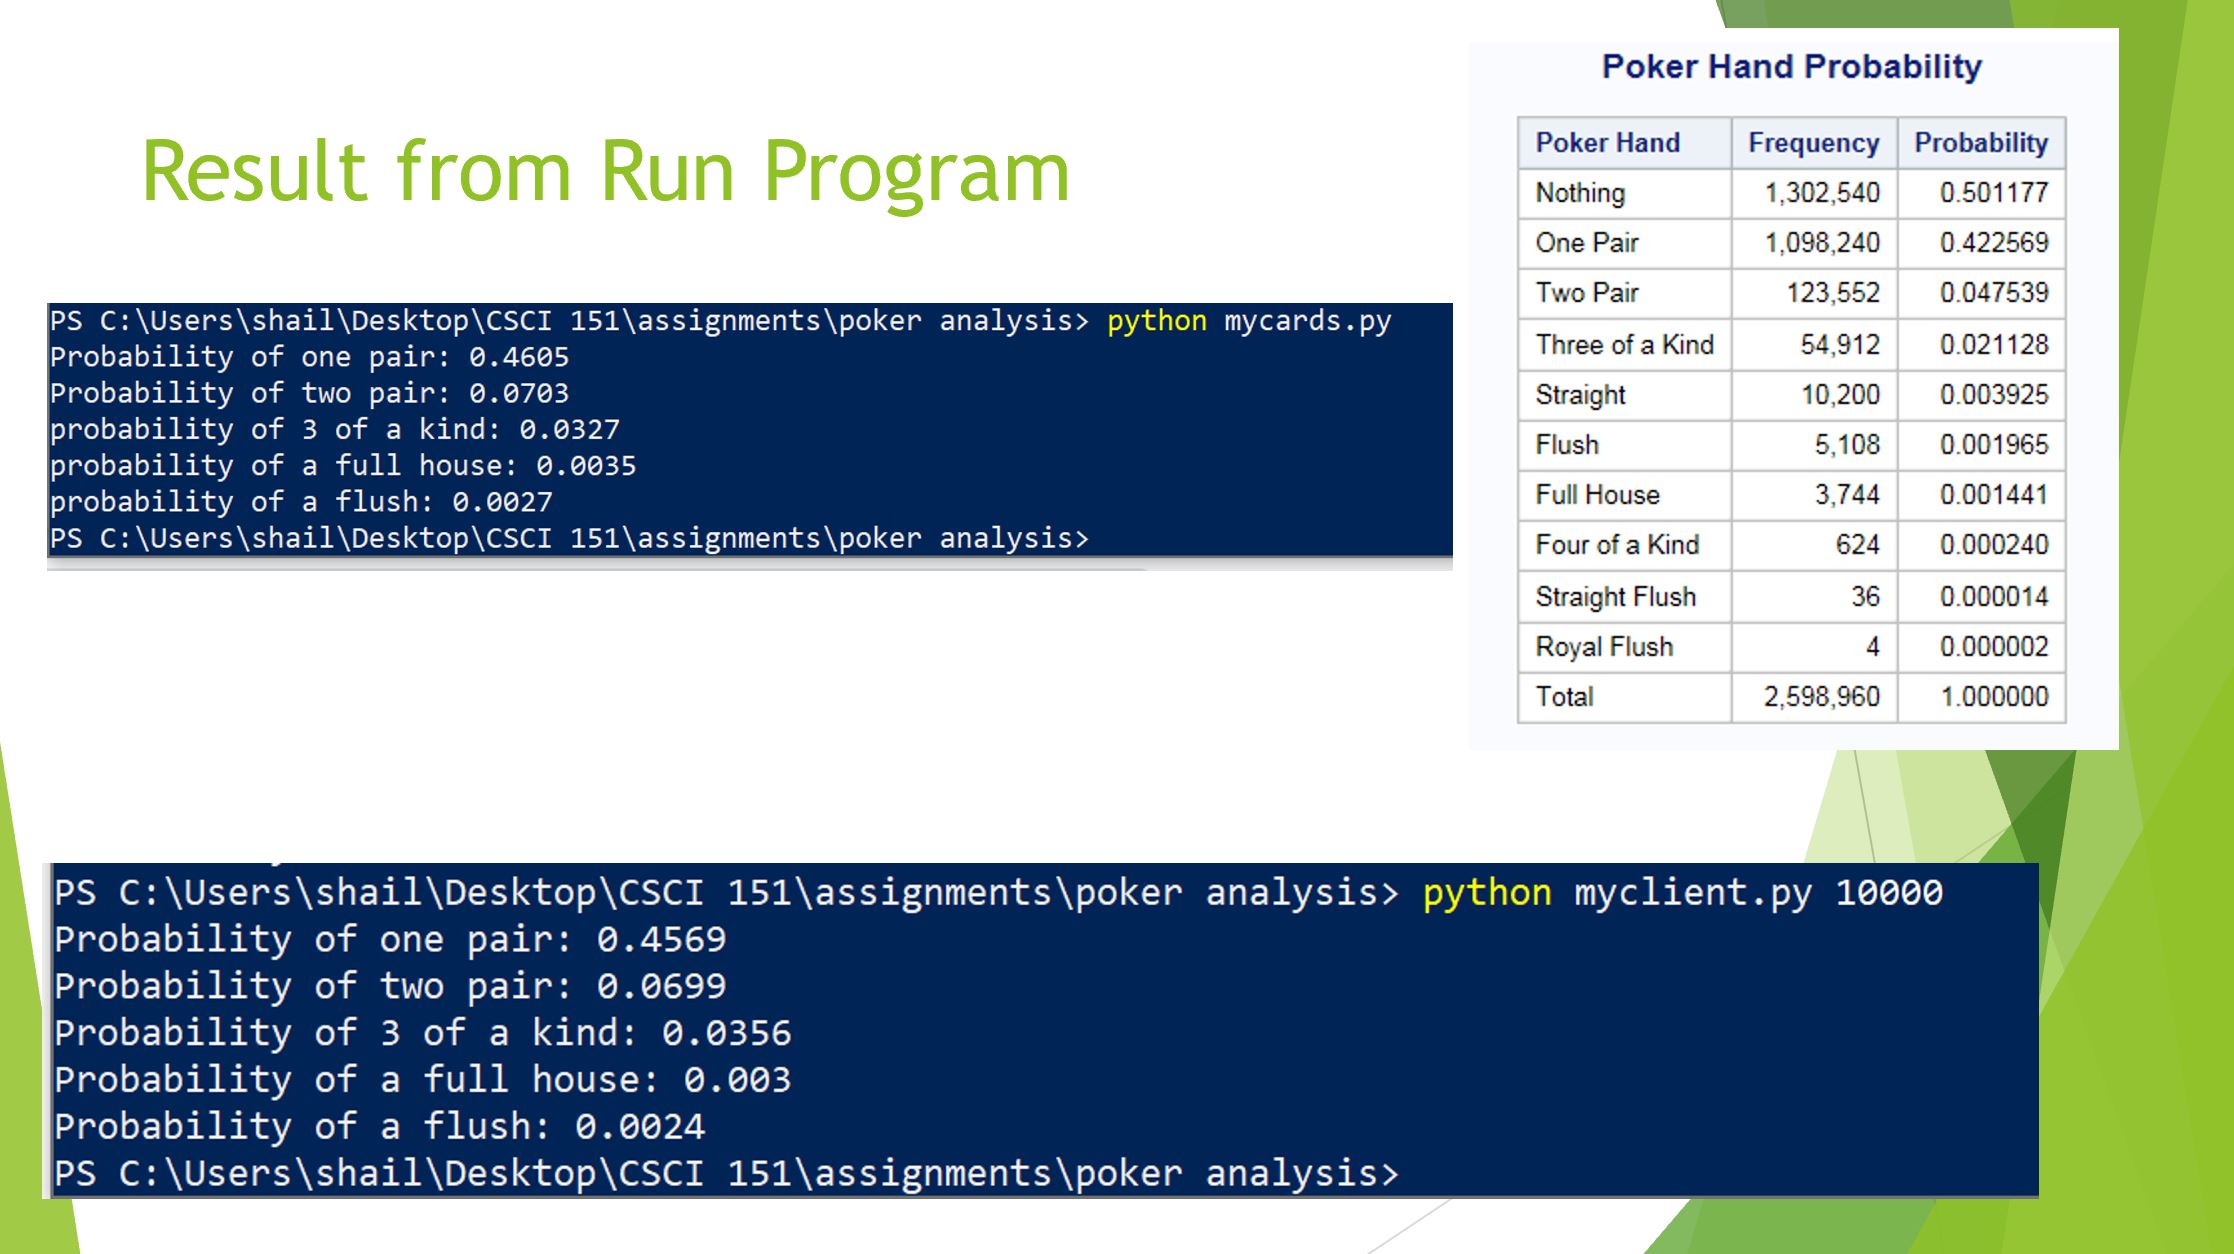 Result from Run Program
PS C:\Users\shail\Desktop\CSCI 151\assignments\poker analysis> python mycards.py
Probability of one pair: 0.4605
Probability of two pair: 0.0703
probability of 3 of a kind: 0.0327
probability of a full house: 0.0035
probability of a flush: 0.0027
PS C:\Users\shail\Desktop\CSCI 151\assignments\poker analysis>
Poker Hand Probability
Poker Hand Frequency Probability
Nothing 1,302,540 0.501177
One Pair 1,098,240 0.422569
Two Pair 123,552 0.047539
Three of a Kind 54,912 0.021128
Straight 10,200 0.003925
Flush 5,108 0.001965
Full House 3,744 0.001441
Four of a Kind 624 0.000240
Straight Flush 36 0.000014
Royal Flush 4 0.000002
Total 2,598,960 1.000000
PS C:\Users\shail\Desktop\CSCI 151\assignments\poker analysis> python myclient.py 10000
Probability of one pair: 0.4569
Probability of two pair: 0.0699
Probability of 3 of a kind: 0.0356
Probability of a full house: 0.003
Probability of a flush: 0.0024
PS C:\Users\shail\Desktop\CSCI 151\assignments\poker analysis>